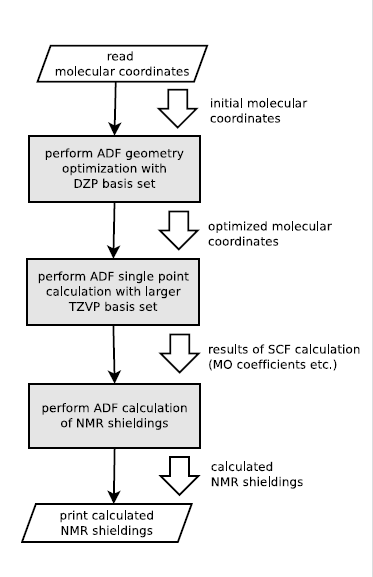 read
molecular coordinates
initial molecular
coordinates
perform ADF geometry
optimization with
DZP basis set
optimized molecular
coordinates
perform ADF single point
calculation with larger
TZVP basis set
results of SCF calculation
(MO coefficients etc.)
perform ADF calculation
of NMR shieldings
calculated
NMR shieldings
print calculated
NMR shieldings